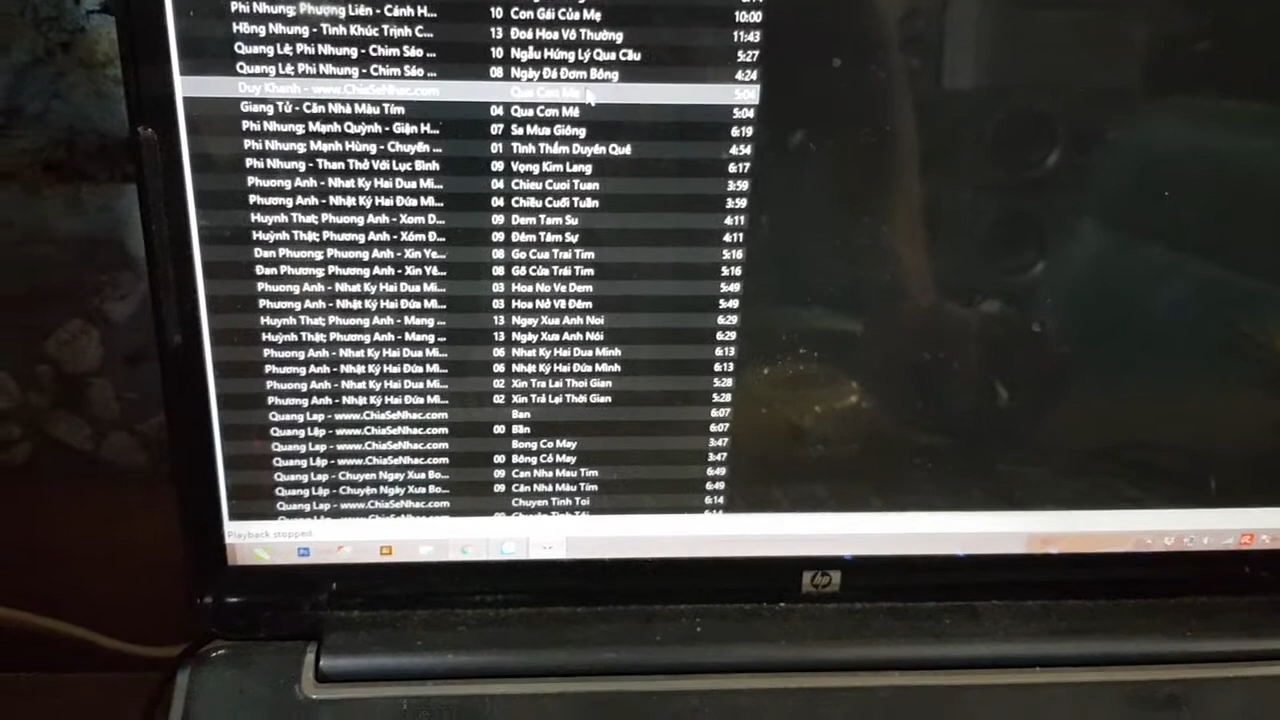 Phi Nhung; Phượng Liên - Cánh H... 10 Con Gái Của Mẹ 10:00
Hồng Nhung - Tình Khúc Trịnh C... 13 Đoá Hoa Vô Thường 11:43
Quang Lê; Phi Nhung - Chim Sáo ... 10 Ngẫu Hứng Lý Qua Cầu 5:27
Quang Lê; Phi Nhung - Chim Sáo ... 08 Ngày Đá Đơm Bông 4:24
Duy Khanh - www.ChiaSeNhac.com Qua Con Me 5:04
Giang Tử - Căn Nhà Màu Tím 04 Qua Cơn Mê 5:04
Phi Nhung; Mạnh Quỳnh - Giận H... 07 Sa Mưa Giông 6:19
Phi Nhung; Mạnh Hùng - Chuyến ... 01 Tình Thắm Duyên Quê 4:54
Phi Nhung - Than Thở Với Lục Bình 09 Vọng Kim Lang 6:17
Phuong Anh - Nhat Ky Hai Dua Mi... 04 Chieu Cuoi Tuan 3:59
Phương Anh - Nhật Ký Hai Đứa Mì... 04 Chiều Cuối Tuần 3:59
Huynh That; Phuong Anh - Xom D... 09 Dem Tam Su 4:11
Huỳnh Thật; Phương Anh - Xóm Đ... 09 Đêm Tâm Sự 4:11
Dan Phuong; Phuong Anh - Xin Ye... 08 Go Cua Trai Tim 5:16
Đan Phương; Phương Anh - Xin Yê... 08 Gõ Cửa Trái Tim 5:16
Phuong Anh - Nhat Ky Hai Dua Mi... 03 Hoa No Ve Dem 5:49
Phương Anh - Nhật Ký Hai Đứa Mì... 03 Hoa Nở Về Đêm 5:49
Huynh That; Phuong Anh - Mang ... 13 Ngay Xua Anh Noi 6:29
Huỳnh Thật; Phương Anh - Mang ... 13 Ngày Xưa Anh Nói 6:29
Phuong Anh - Nhat Ky Hai Dua Mi... 06 Nhat Ky Hai Dua Minh 6:13
Phương Anh - Nhật Ký Hai Đứa Mì... 06 Nhật Ký Hai Đứa Mình 6:13
Phuong Anh - Nhat Ky Hai Dua Mi... 02 Xin Tra Lai Thoi Gian 5:28
Phương Anh - Nhật Ký Hai Đứa Mì... 02 Xin Trả Lại Thời Gian 5:28
Quang Lap - www.ChiaSeNhac.com Ban 6:07
Quang Lập - www.ChiaSeNhac.com 00 Bần 6:07
Quang Lap - www.ChiaSeNhac.com Bong Co May 3:47
Quang Lập - www.ChiaSeNhac.com 00 Bông Cỏ May 3:47
Quang Lap - Chuyen Ngay Xua Bo... 09 Can Nha Mau Tim 6:49
Quang Lập - Chuyện Ngày Xưa Bo... 09 Căn Nhà Màu Tím 6:49
Quang Lap - www.ChiaSeNhac.com Chuyen Tinh Toi 6:14
Playback stopped.
Ps
Ai
hp